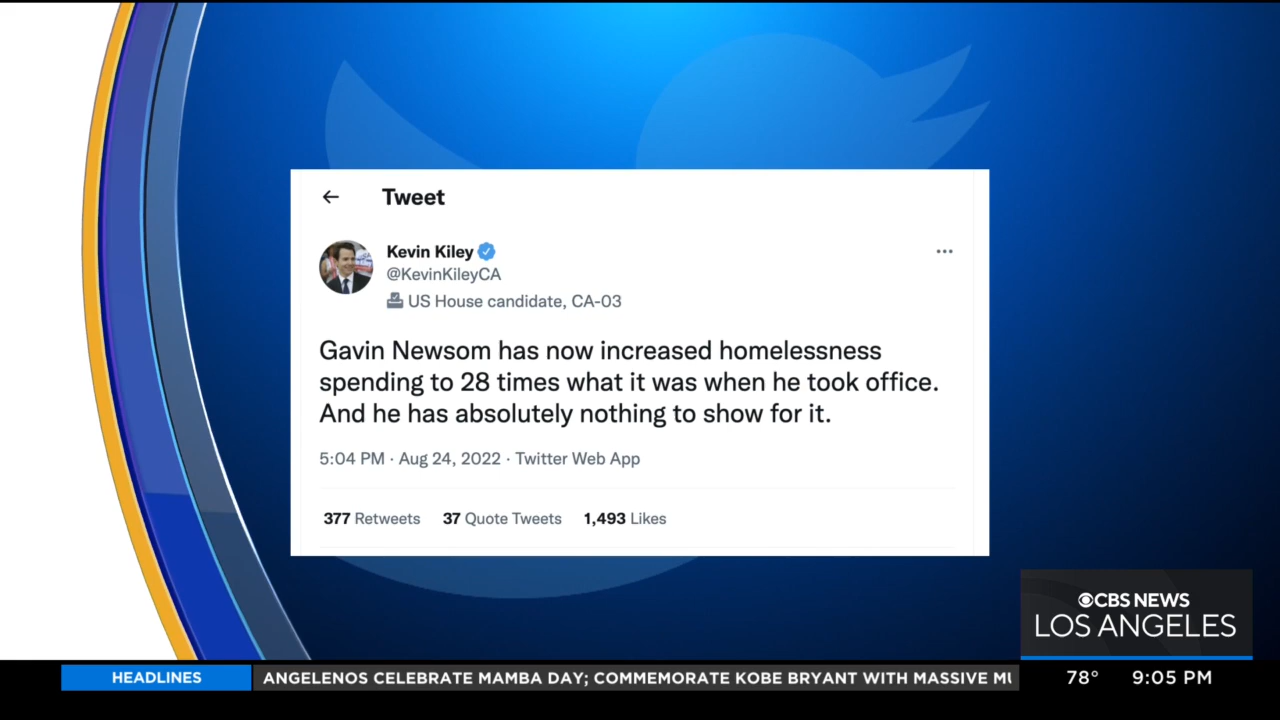 Tweet
Kevin Kiley
@KevinKileyCA
US House candidate, CA-03
Gavin Newsom has now increased homelessness
spending to 28 times what it was when he took office.
And he has absolutely nothing to show for it.
5:04 PM · Aug 24, 2022 · Twitter Web App
377 Retweets 37 Quote Tweets 1,493 Likes
CBS NEWS
LOS ANGELES
HEADLINES ANGELENOS CELEBRATE MAMBA DAY; COMMEMORATE KOBE BRYANT WITH MASSIVE 78° 9:05 PM